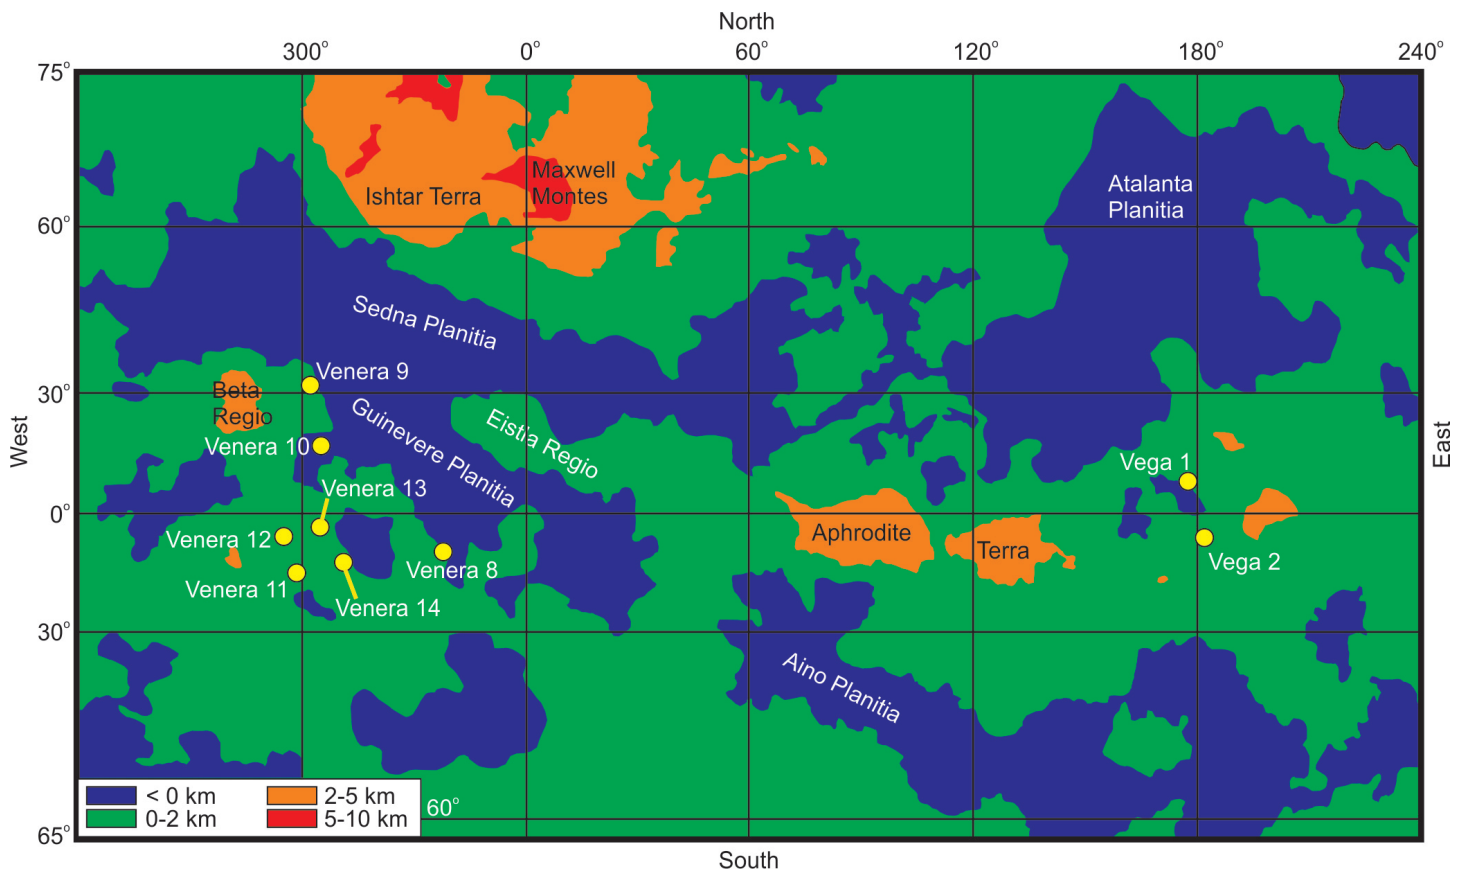 North
300° 0° 60° 120° 180° 240°
75°
Maxwell
Montes
Ishtar Terra
Atalanta
Planitia
60°
Sedna Planitia
Venera 9
30°
Beta
Regio
Guinevere Planitia
Eistia Regio
West
East
Venera 10
Vega 1
Venera 13
0°
Venera 12
Aphrodite
Terra
Venera 8
Vega 2
Venera 11
Venera 14
30°
Aino Planitia
< 0 km
2-5 km
0-2 km
5-10 km
60°
65°
South